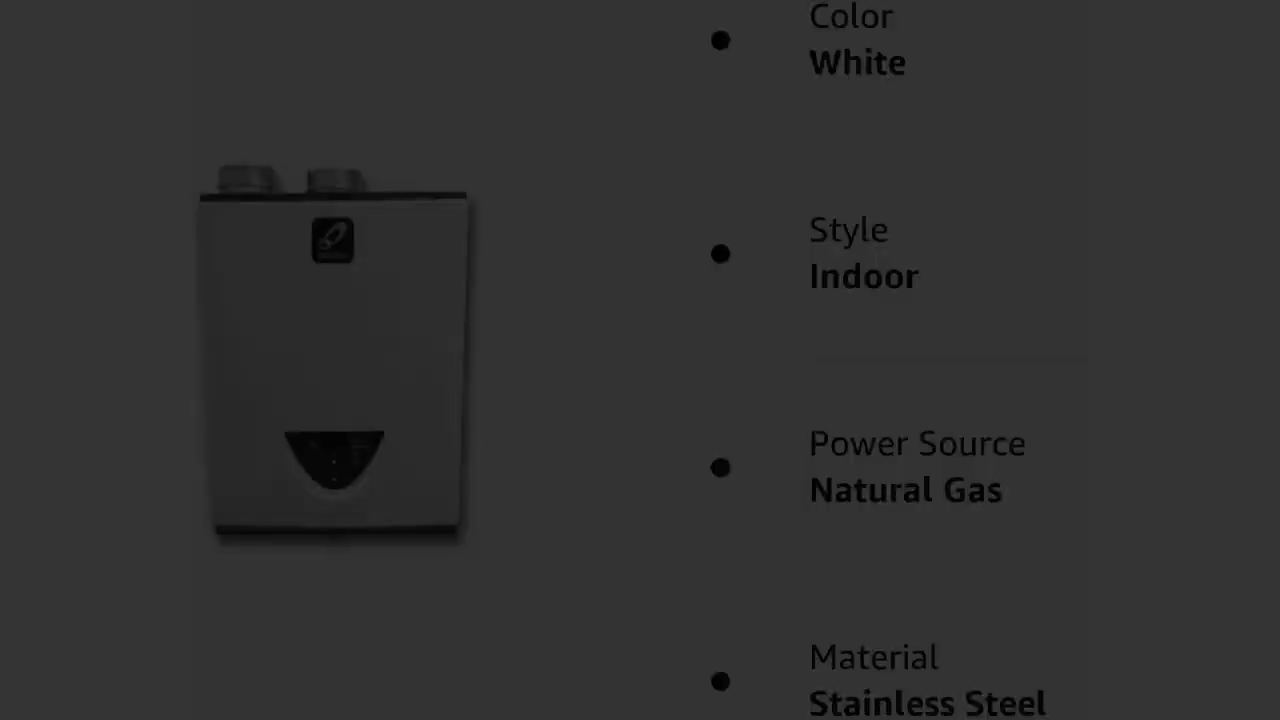 Color
White
Style
Indoor
Power Source
Natural Gas
Material
Stainless Steel